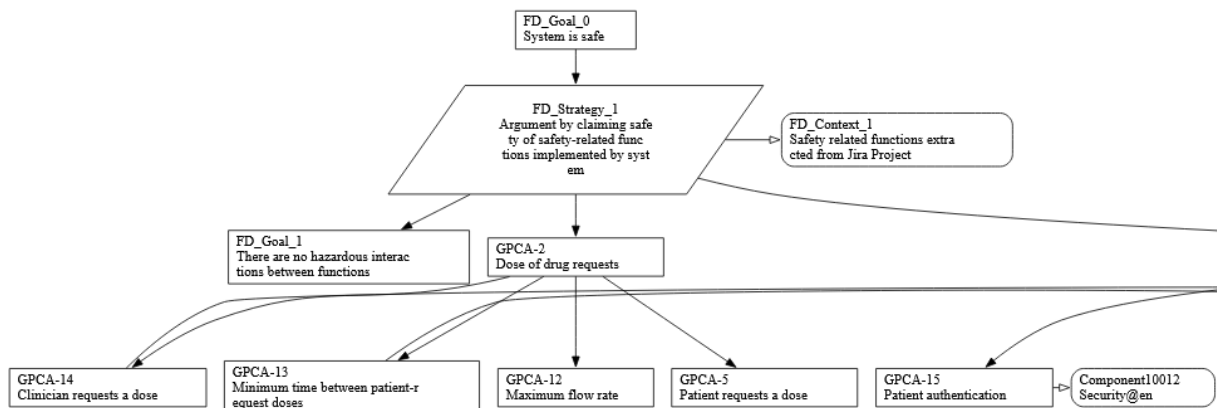 FD_Goal_0
System is safe
FD_Strategy_1
Argument by claiming safe
ty of safety-related func
tions implemented by syst
em
FD_Context_1
Safety related functions extra
cted from Jira Project
FD_Goal_1
There are no hazardous interac
tions between functions
GPCA-2
Dose of drug requests
GPCA-14
Clinician requests a dose
GPCA-13
Minimum time between patient-r
equest doses
GPCA-12
Maximum flow rate
GPCA-5
Patient requests a dose
GPCA-15
Patient authentication
Component10012
Security@en